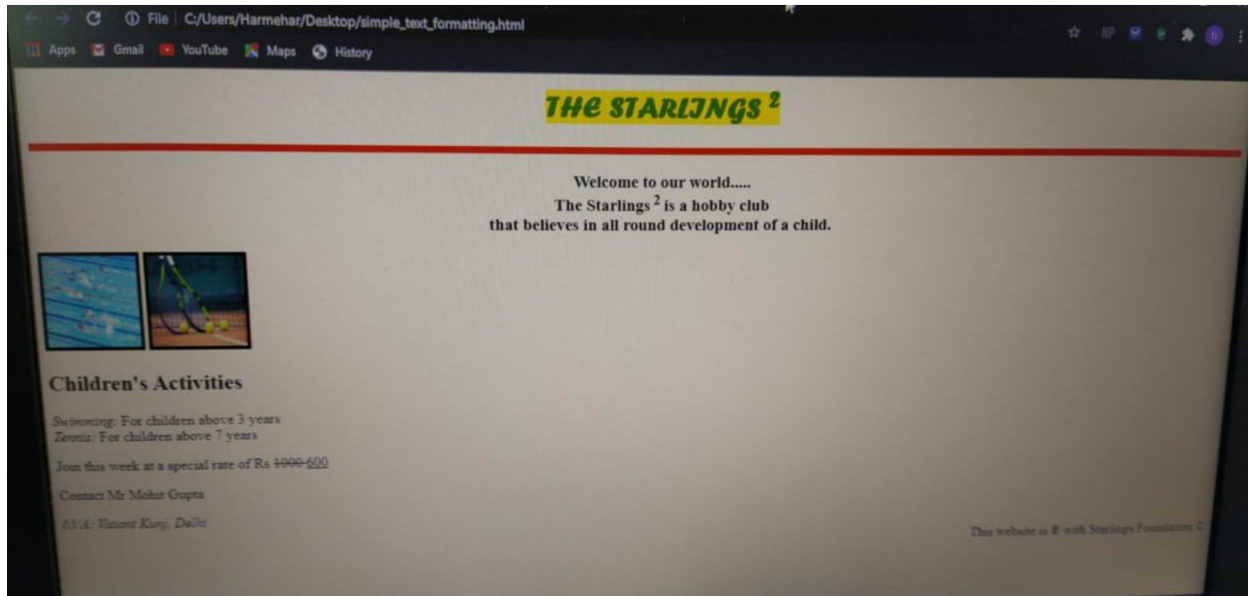 File C:/Users/Harmehar/Desktop/simple_text_formatting.html
Apps Gmail YouTube Maps History
NP
h
THE STARLINGS 2
Welcome to our world.....
The Starlings 2 is a hobby club
that believes in all round development of a child.
Children's Activities
Swimming: For children above 3 years
Tennis: For children above 7 years
Join this week at a special rate of Rs 1000 600
Contact Mr Mohit Gupta
65/A: Vasant Kunj, Delhi
This website is ® with Starlings Foundation ©